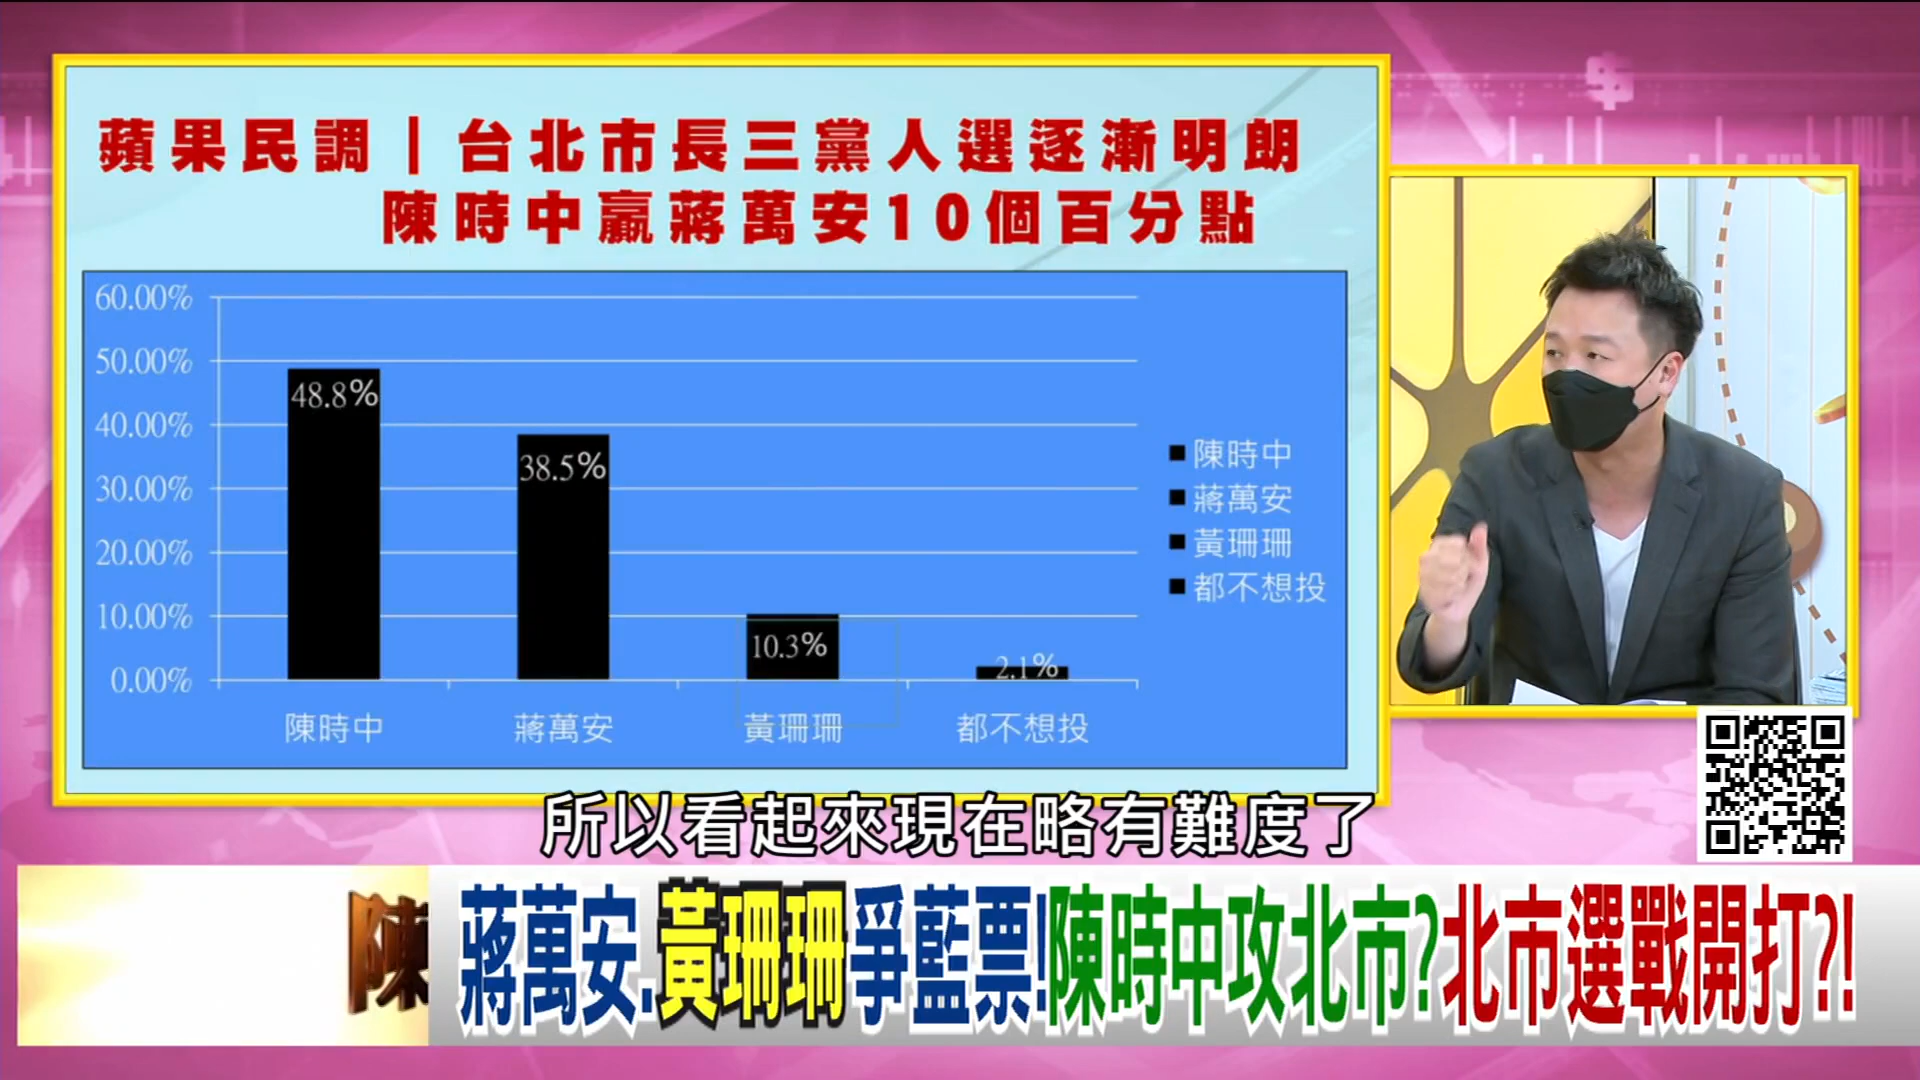 蘋果民調｜台北市長三黨人選逐漸明朗
陳時中贏蔣萬安10個百分點
60.00%
50.00%
40.00%
30.00%
20.00%
10.00%
0.00%
48.8%
38.5%
10.3%
2.1%
陳時中
蔣萬安
黃珊珊
都不想投
陳時中
蔣萬安
黃珊珊
都不想投
所以看起來現在略有難度了
陳
蔣萬安.黃珊珊爭藍票!陳時中攻北市?北市選戰開打?!